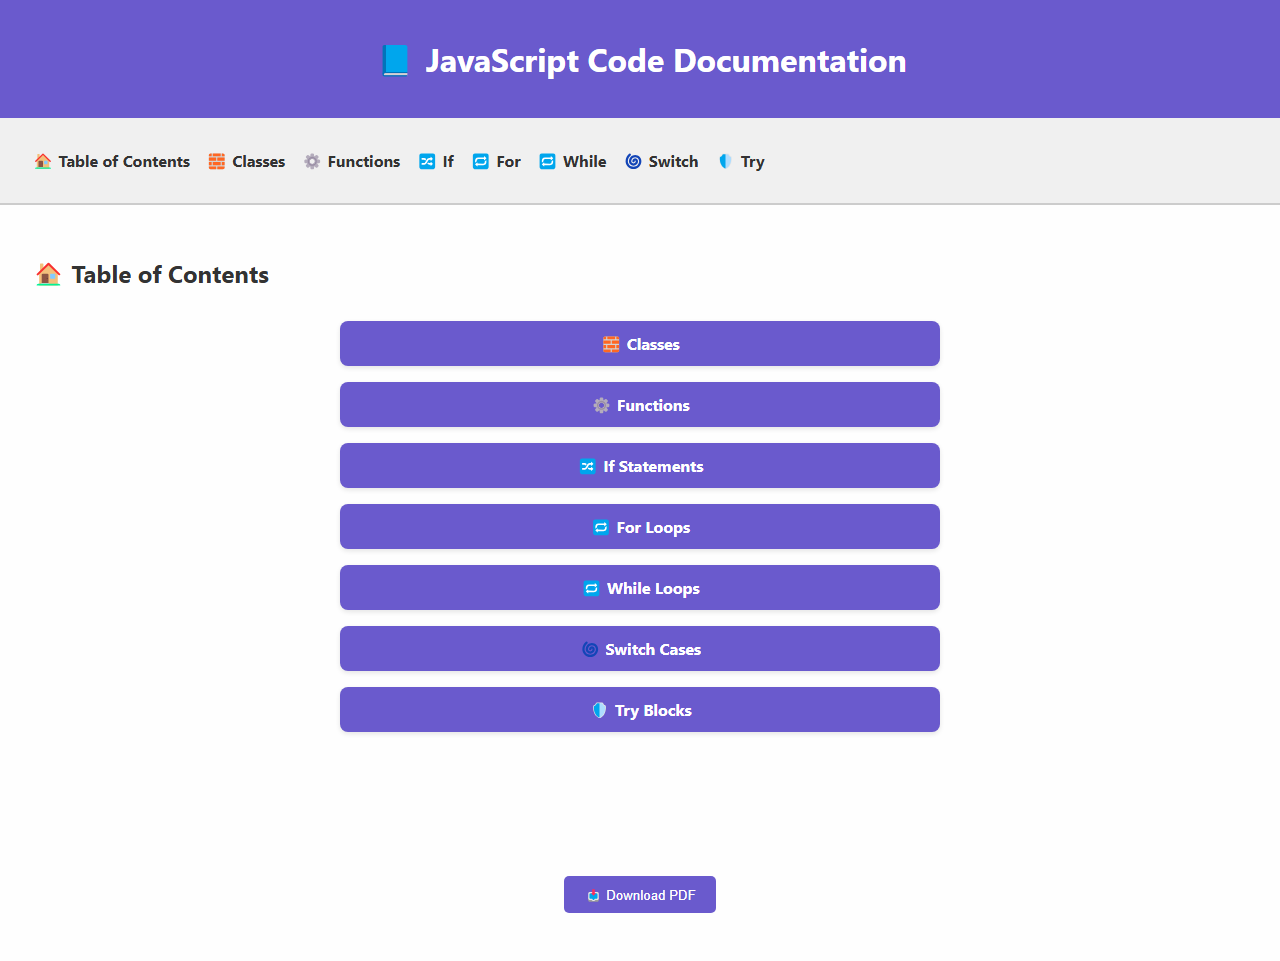 📘 JavaScript Code Documentation
🏠 Table of Contents 🧱 Classes ⚙️ Functions 🔀 If 🔁 For 🔁 While 🌀 Switch 🛡️ Try
🏠 Table of Contents
🧱 Classes
⚙️ Functions
🔀 If Statements
🔁 For Loops
🔁 While Loops
🌀 Switch Cases
🛡️ Try Blocks
📤 Download PDF